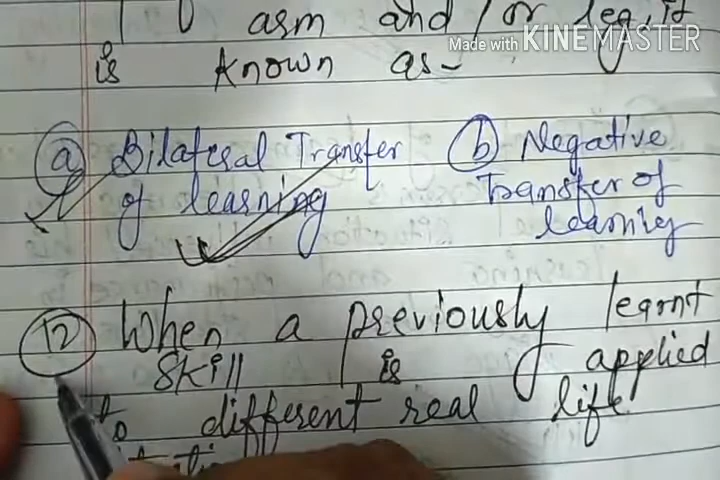 arm and/or leg, it
Made with KINEMASTER
is known as-
(a) Bilateral Transfer of learning
(b) Negative Transfer of learning
(12) When a previously learnt
skill is applied
to different real life